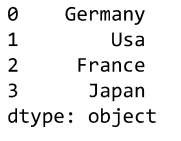 0 Germany
1 Usa
2 France
3 Japan
dtype: object